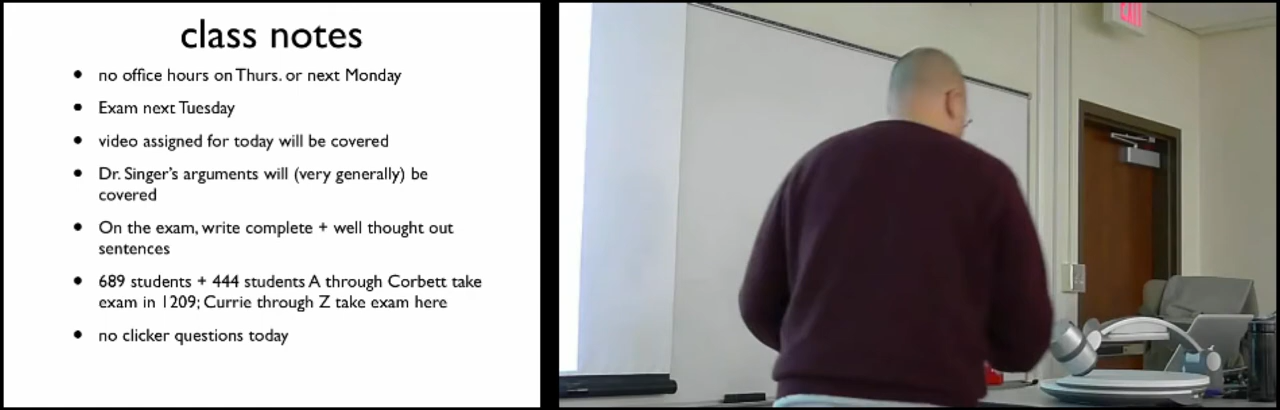 class notes
no office hours on Thurs. or next Monday
Exam next Tuesday
video assigned for today will be covered
Dr. Singer's arguments will (very generally) be
covered
On the exam, write complete + well thought out
sentences
689 students + 444 students A through Corbett take
exam in 1209; Currie through Z take exam here
no clicker questions today